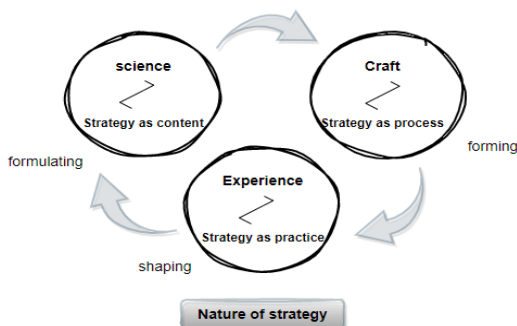 science
Strategy as content
Craft
Strategy as process
formulating
forming
Experience
Strategy as practice
shaping
Nature of strategy